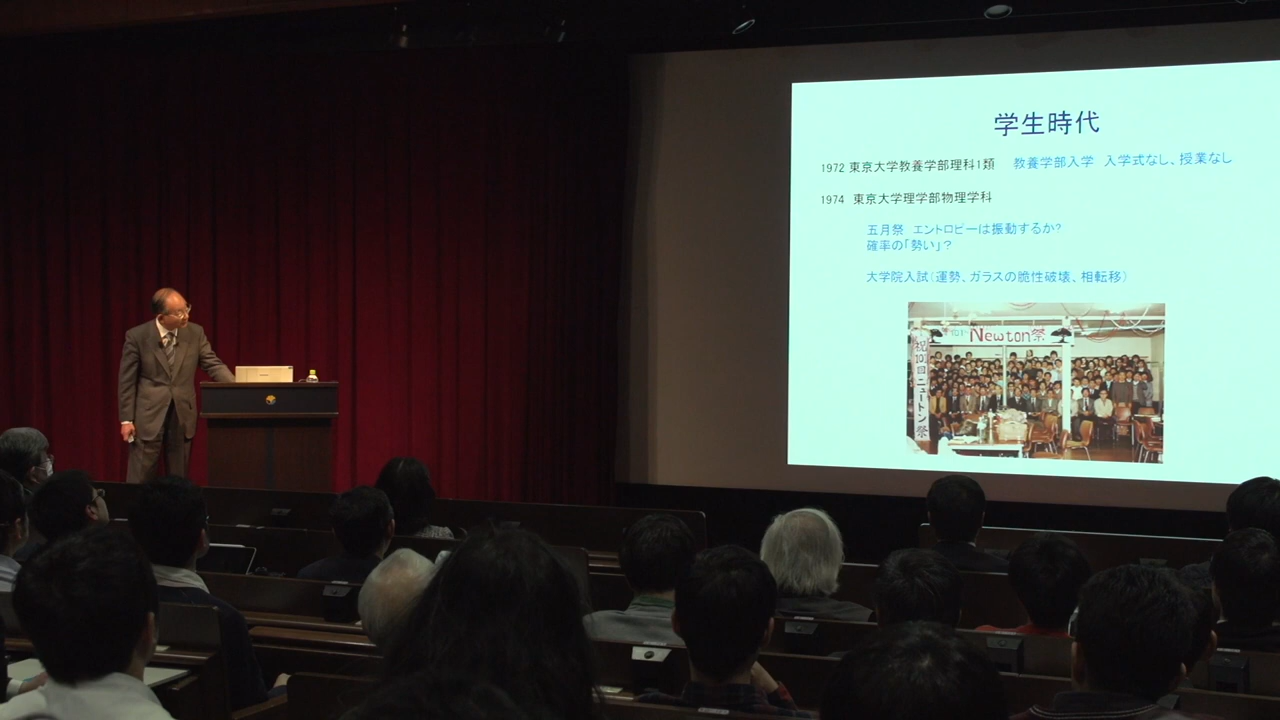 学生時代
1972 東京大学教養学部理科1類 教養学部入学 入学式なし、授業なし
1974 東京大学理学部物理学科
五月祭 エントロピーは振動するか?
確率の「勢い」?
大学院入試(運勢、ガラスの脆性破壊、相転移)
Newton祭
祝101回ニュートン祭